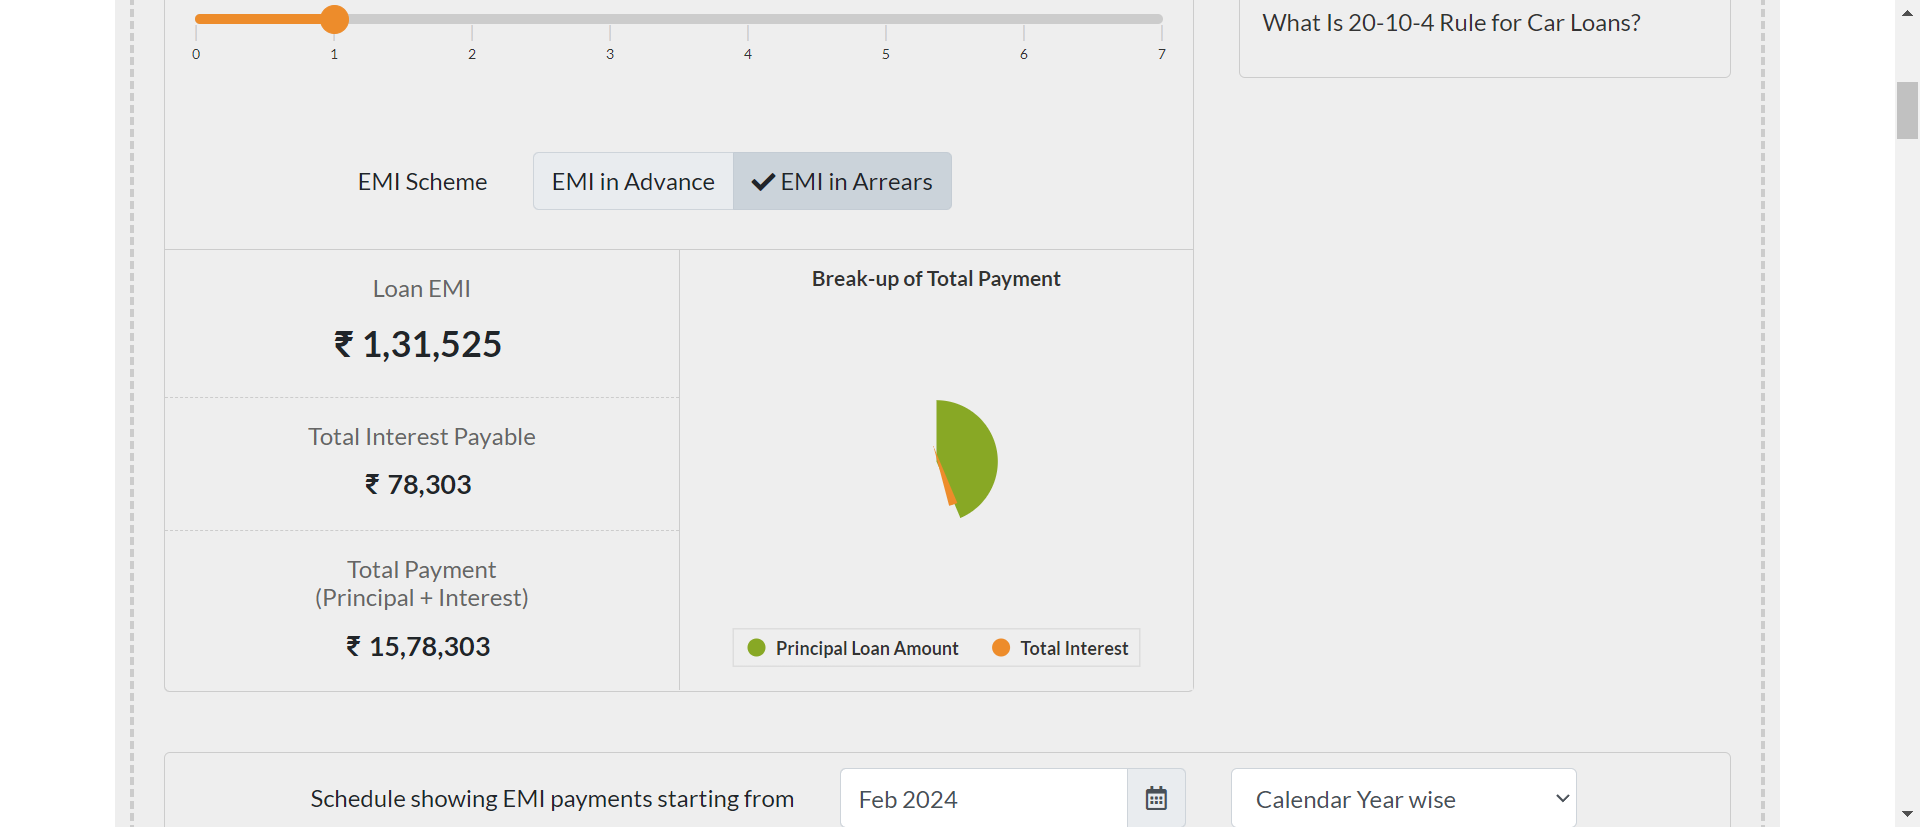 What Is 20-10-4 Rule for Car Loans?
0 1 2 3 4 5 6 7
EMI Scheme EMI in Advance EMI in Arrears
Loan EMI
₹ 1,31,525
Total Interest Payable
₹ 78,303
Total Payment
(Principal + Interest)
₹ 15,78,303
Break-up of Total Payment
Principal Loan Amount Total Interest
Schedule showing EMI payments starting from Feb 2024 Calendar Year wise